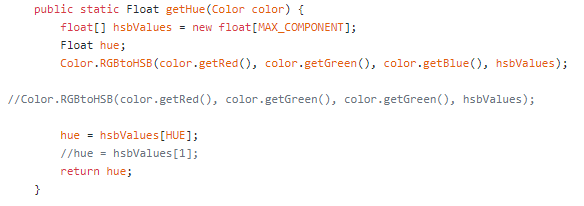 public static Float getHue(Color color) {
float[] hsbValues = new float[MAX_COMPONENT];
Float hue;
Color.RGBtoHSB(color.getRed(), color.getGreen(), color.getBlue(), hsbValues);
//Color.RGBtoHSB(color.getRed(), color.getGreen(), color.getGreen(), hsbValues);
hue = hsbValues[HUE];
//hue = hsbValues[1];
return hue;
}